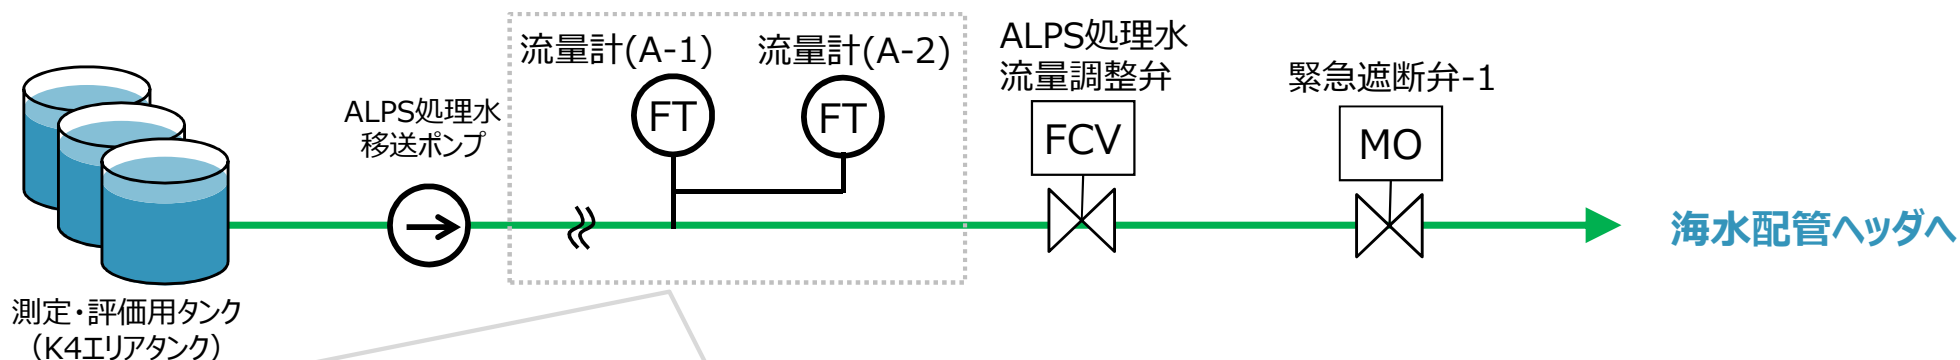 流量計(A-1)
流量計(A-2)
ALPS処理水
流量調整弁
緊急遮断弁-1
ALPS処理水
移送ポンプ
FT
FT
FCV
MO
海水配管ヘッダへ
測定・評価用タンク
（K4エリアタンク）